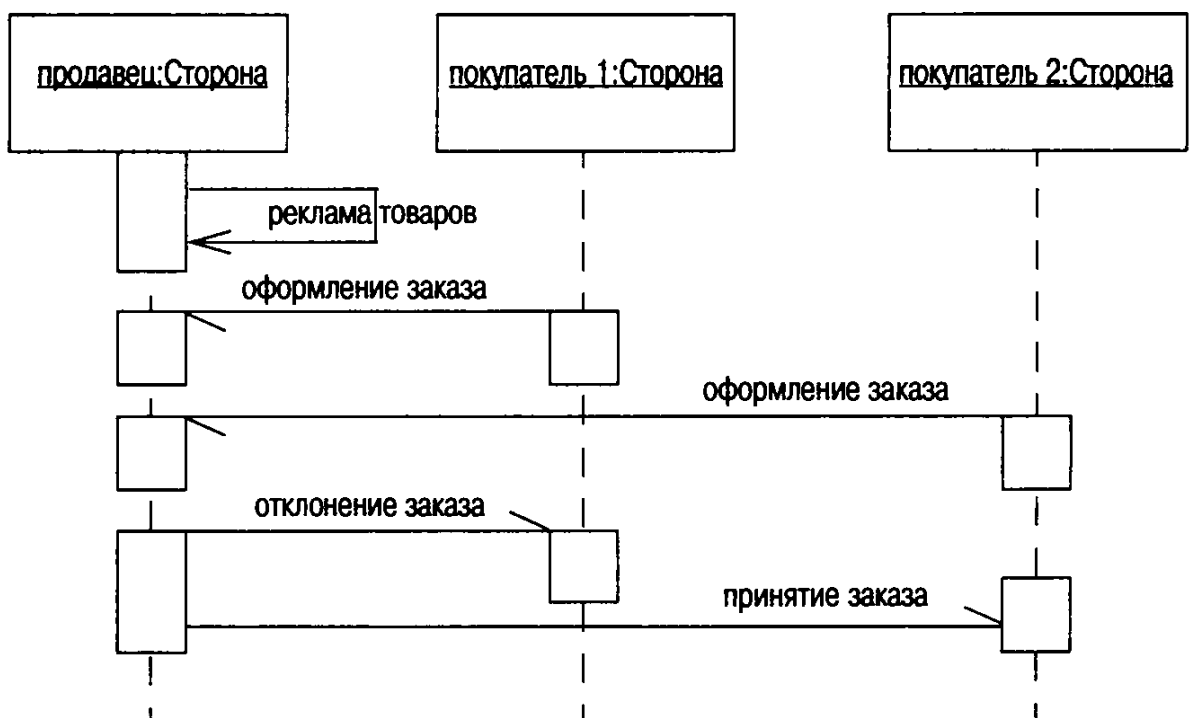 продавец:Сторона
покупатель 1:Сторона
покупатель 2:Сторона
реклама товаров
оформление заказа
оформление заказа
отклонение заказа
принятие заказа